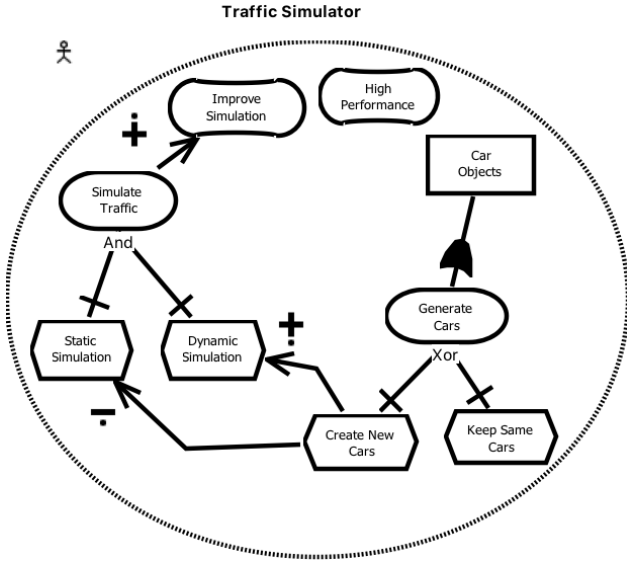 Traffic Simulator
Improve
Simulation
High
Performance
Car
Objects
Simulate
Traffic
And
Static
Simulation
Dynamic
Simulation
Generate
Cars
Xor
Create New
Cars
Keep Same
Cars